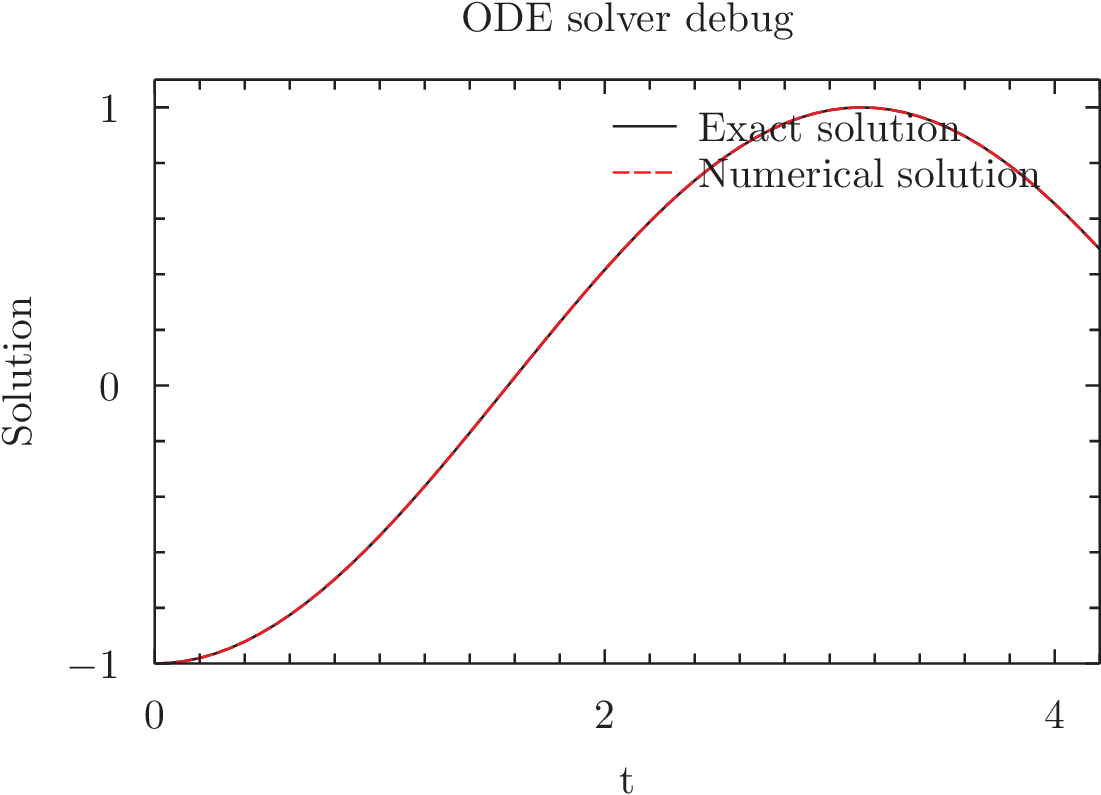 ODE solver debug
1
Exact solution
Numerical solution
Solution
0
−1
0 2 4
t